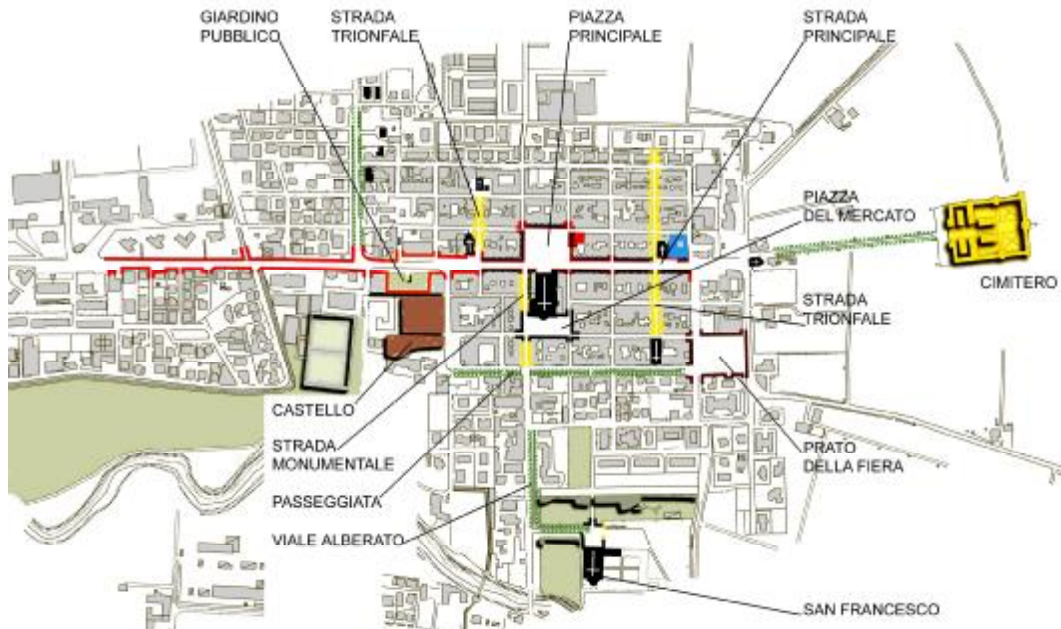 GIARDINO
PUBBLICO
STRADA
TRIONFALE
PIAZZA
PRINCIPALE
STRADA
PRINCIPALE
PIAZZA
DEL MERCATO
CIMITERO
STRADA
TRIONFALE
CASTELLO
STRADA
MONUMENTALE
PRATO
DELLA FIERA
PASSEGGIATA
VIALE ALBERATO
SAN FRANCESCO